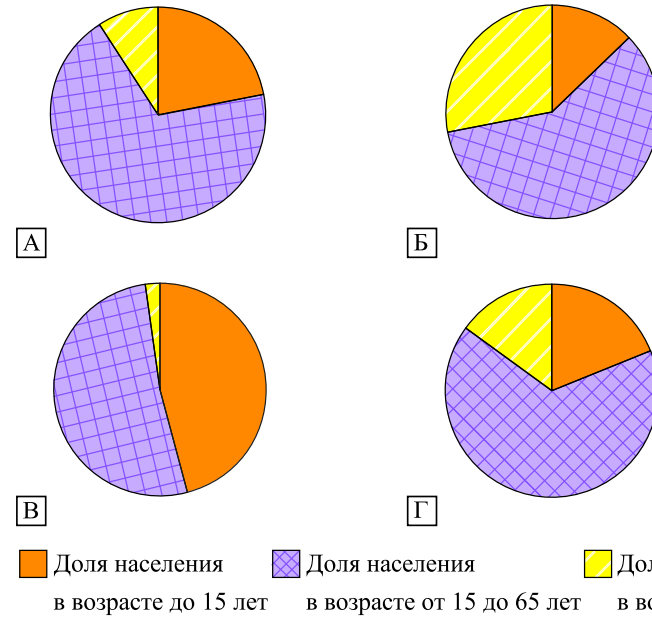 А
Б
В
Г
Доля населения
в возрасте до 15 лет
Доля населения
в возрасте от 15 до 65 лет